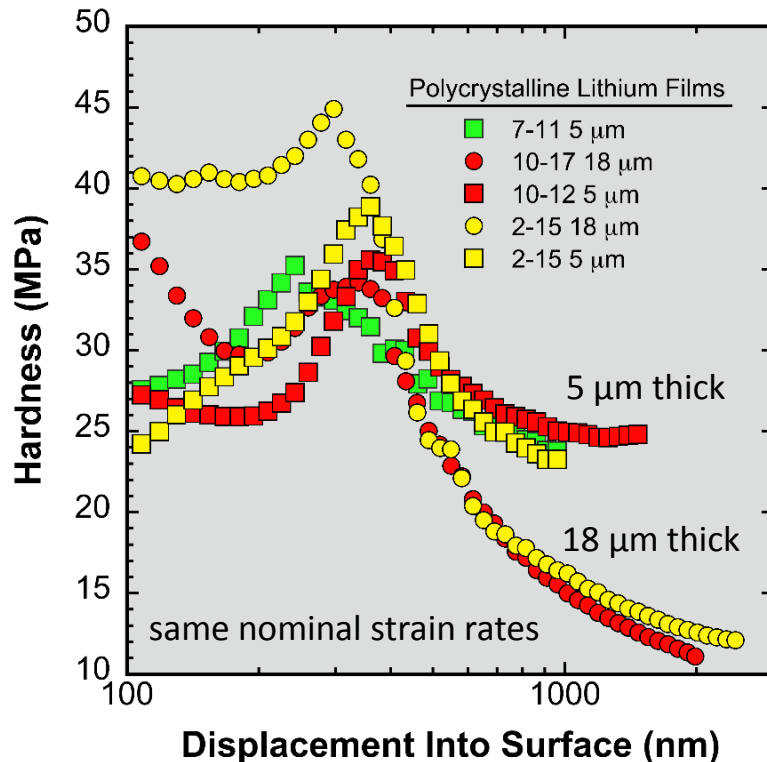 50
45
40
35
30
25
20
15
10
100
1000
Hardness (MPa)
Displacement Into Surface (nm)
Polycrystalline Lithium Films
7-11 5 μm
10-17 18 μm
10-12 5 μm
2-15 18 μm
2-15 5 μm
5 μm thick
18 μm thick
same nominal strain rates